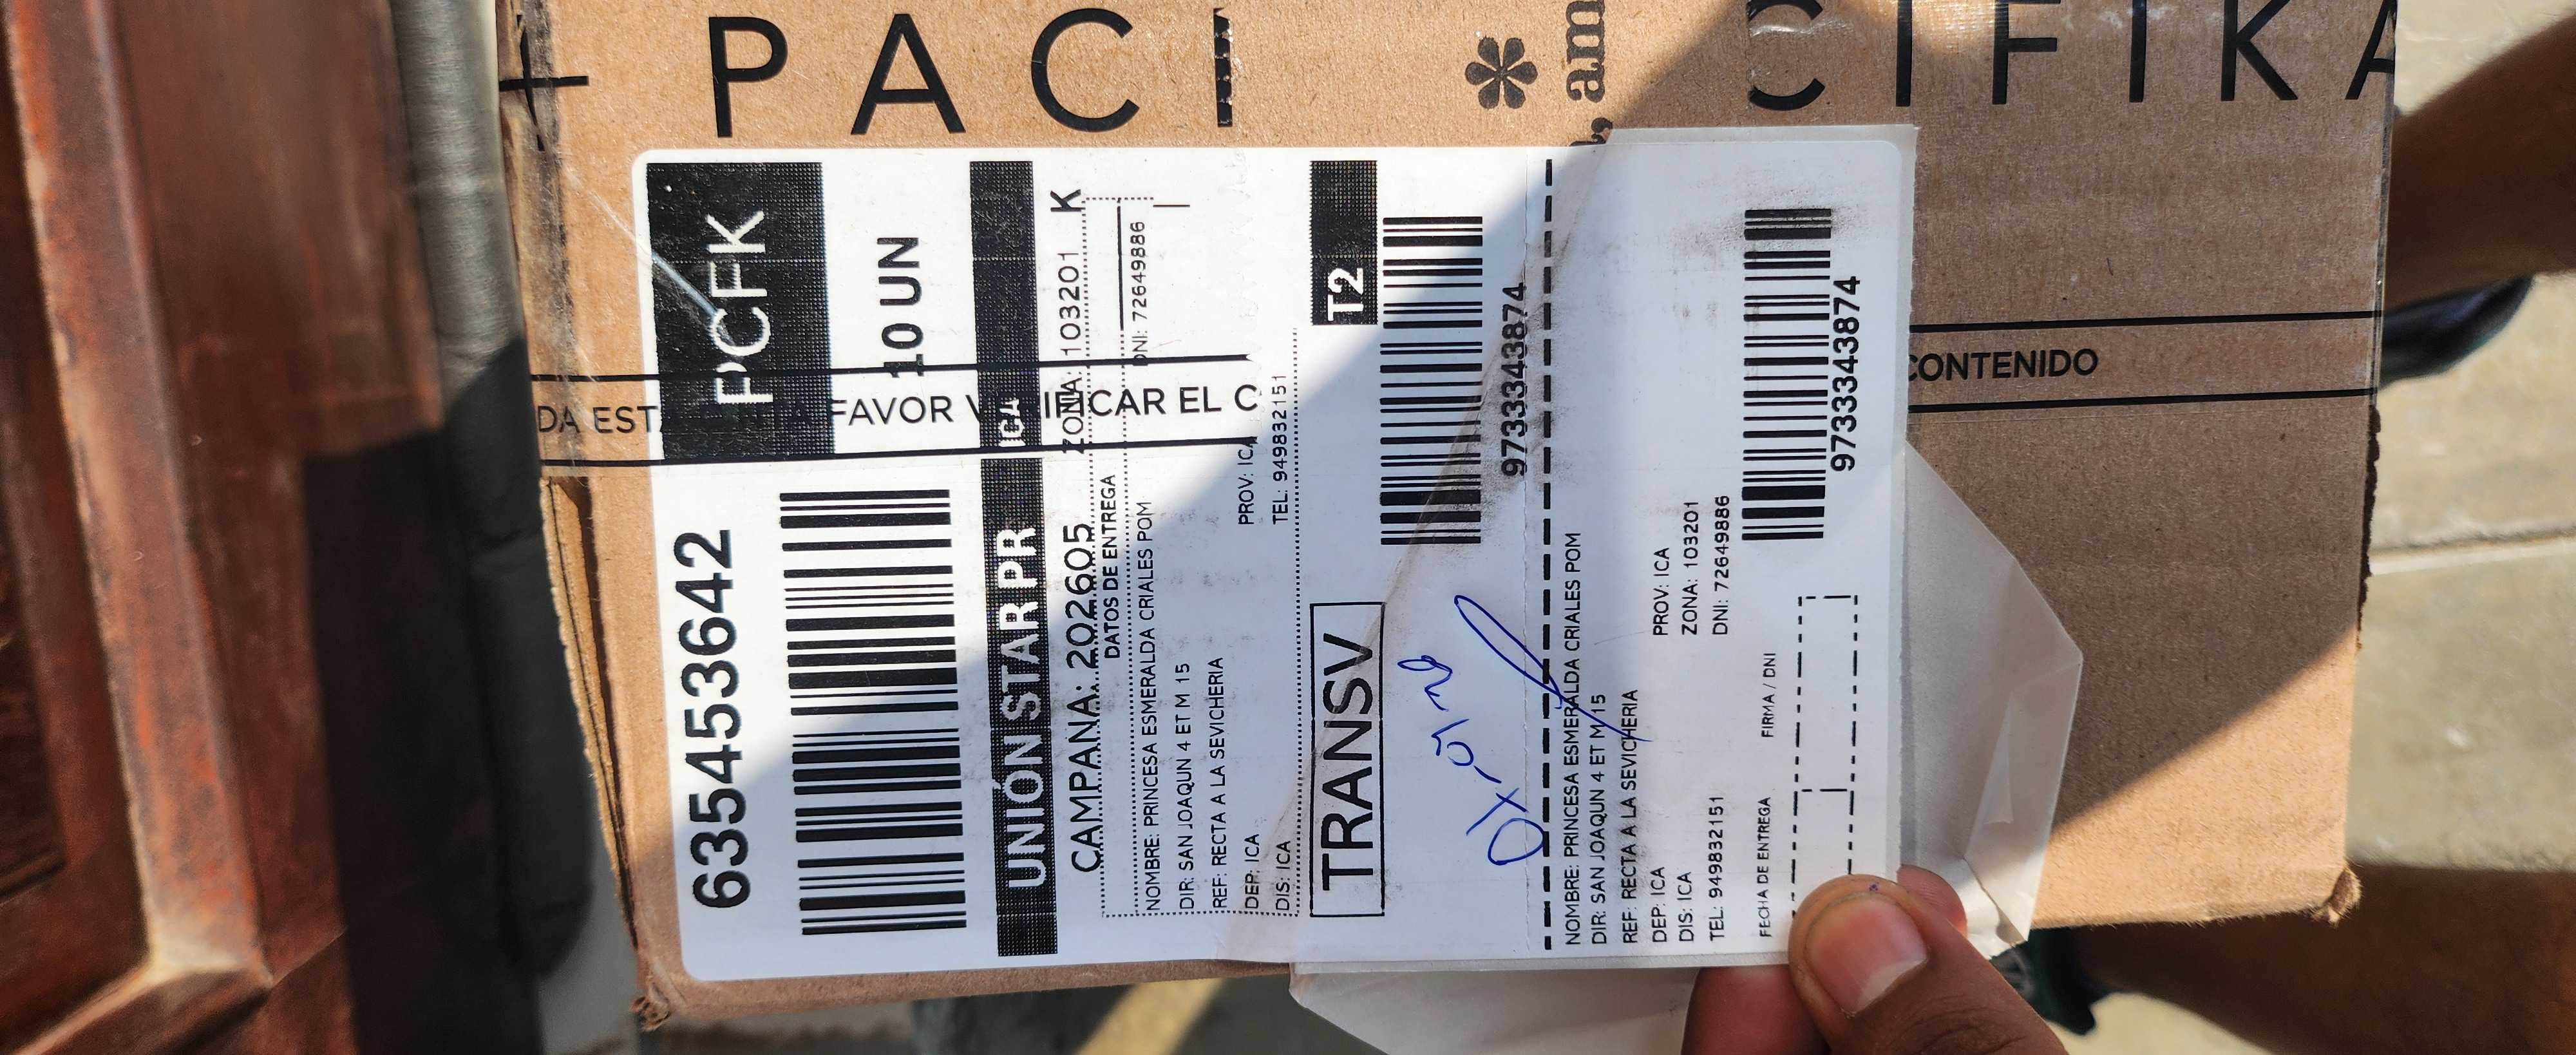 + PACI
*
, am
CIFIKA
DA EST
FAVOR VERIFICAR EL C
CONTENIDO
PCFK
10 UN
6354453642
UNIÓN STAR PR ICA
CAMPAÑA: 202605 ZONA: 103201 K
DATOS DE ENTREGA
NOMBRE: PRINCESA ESMERALDA CRIALES POM DNI: 72649886
DIR: SAN JOAQUN 4 ET M 15
REF: RECTA A LA SEVICHERIA
DEP: ICA PROV: ICA
DIS: ICA TEL: 949832151
TRANSV T2
9733343874
NOMBRE: PRINCESA ESMERALDA CRIALES POM
DIR: SAN JOAQUN 4 ET M 15
REF: RECTA A LA SEVICHERIA
DEP: ICA PROV: ICA
DIS: ICA ZONA: 103201
TEL: 949832151 DNI: 72649886
FECHA DE ENTREGA FIRMA / DNI
9733343874